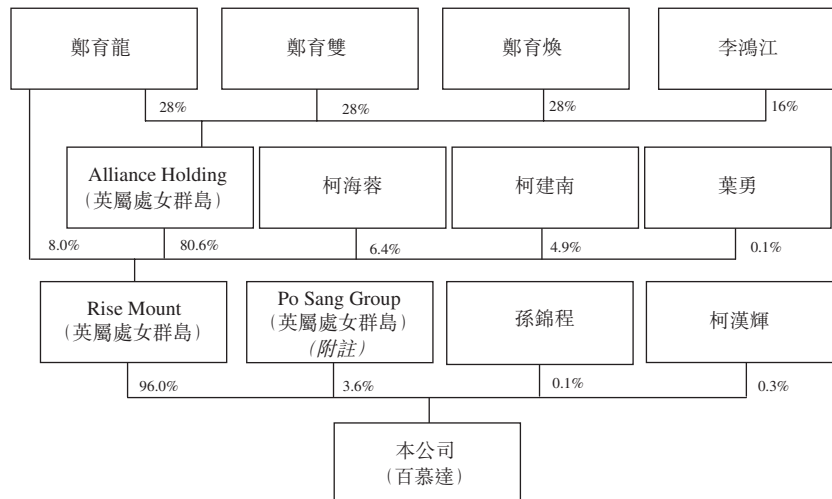 鄭育龍
鄭育雙
鄭育煥
李鴻江
28%
28%
28%
16%
Alliance Holding
(英屬處女群島)
柯海蓉
柯建南
葉勇
8.0%
80.6%
6.4%
4.9%
0.1%
Rise Mount
(英屬處女群島)
Po Sang Group
(英屬處女群島)
(附註)
孫錦程
柯漢輝
96.0%
3.6%
0.1%
0.3%
本公司
(百慕達)